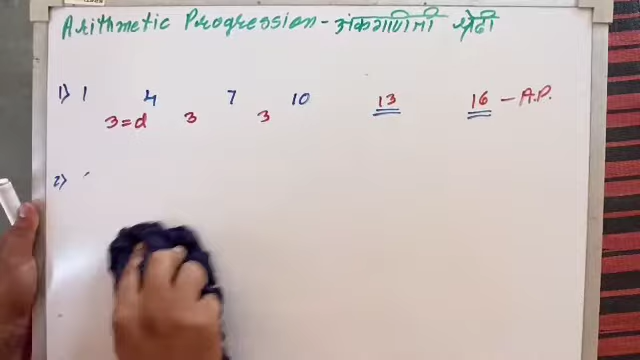 Arithmetic Progression - अंकगणिती श्रेढी
1) 1 4 7 10 13 16 - A.P.
3=d 3 3
2)